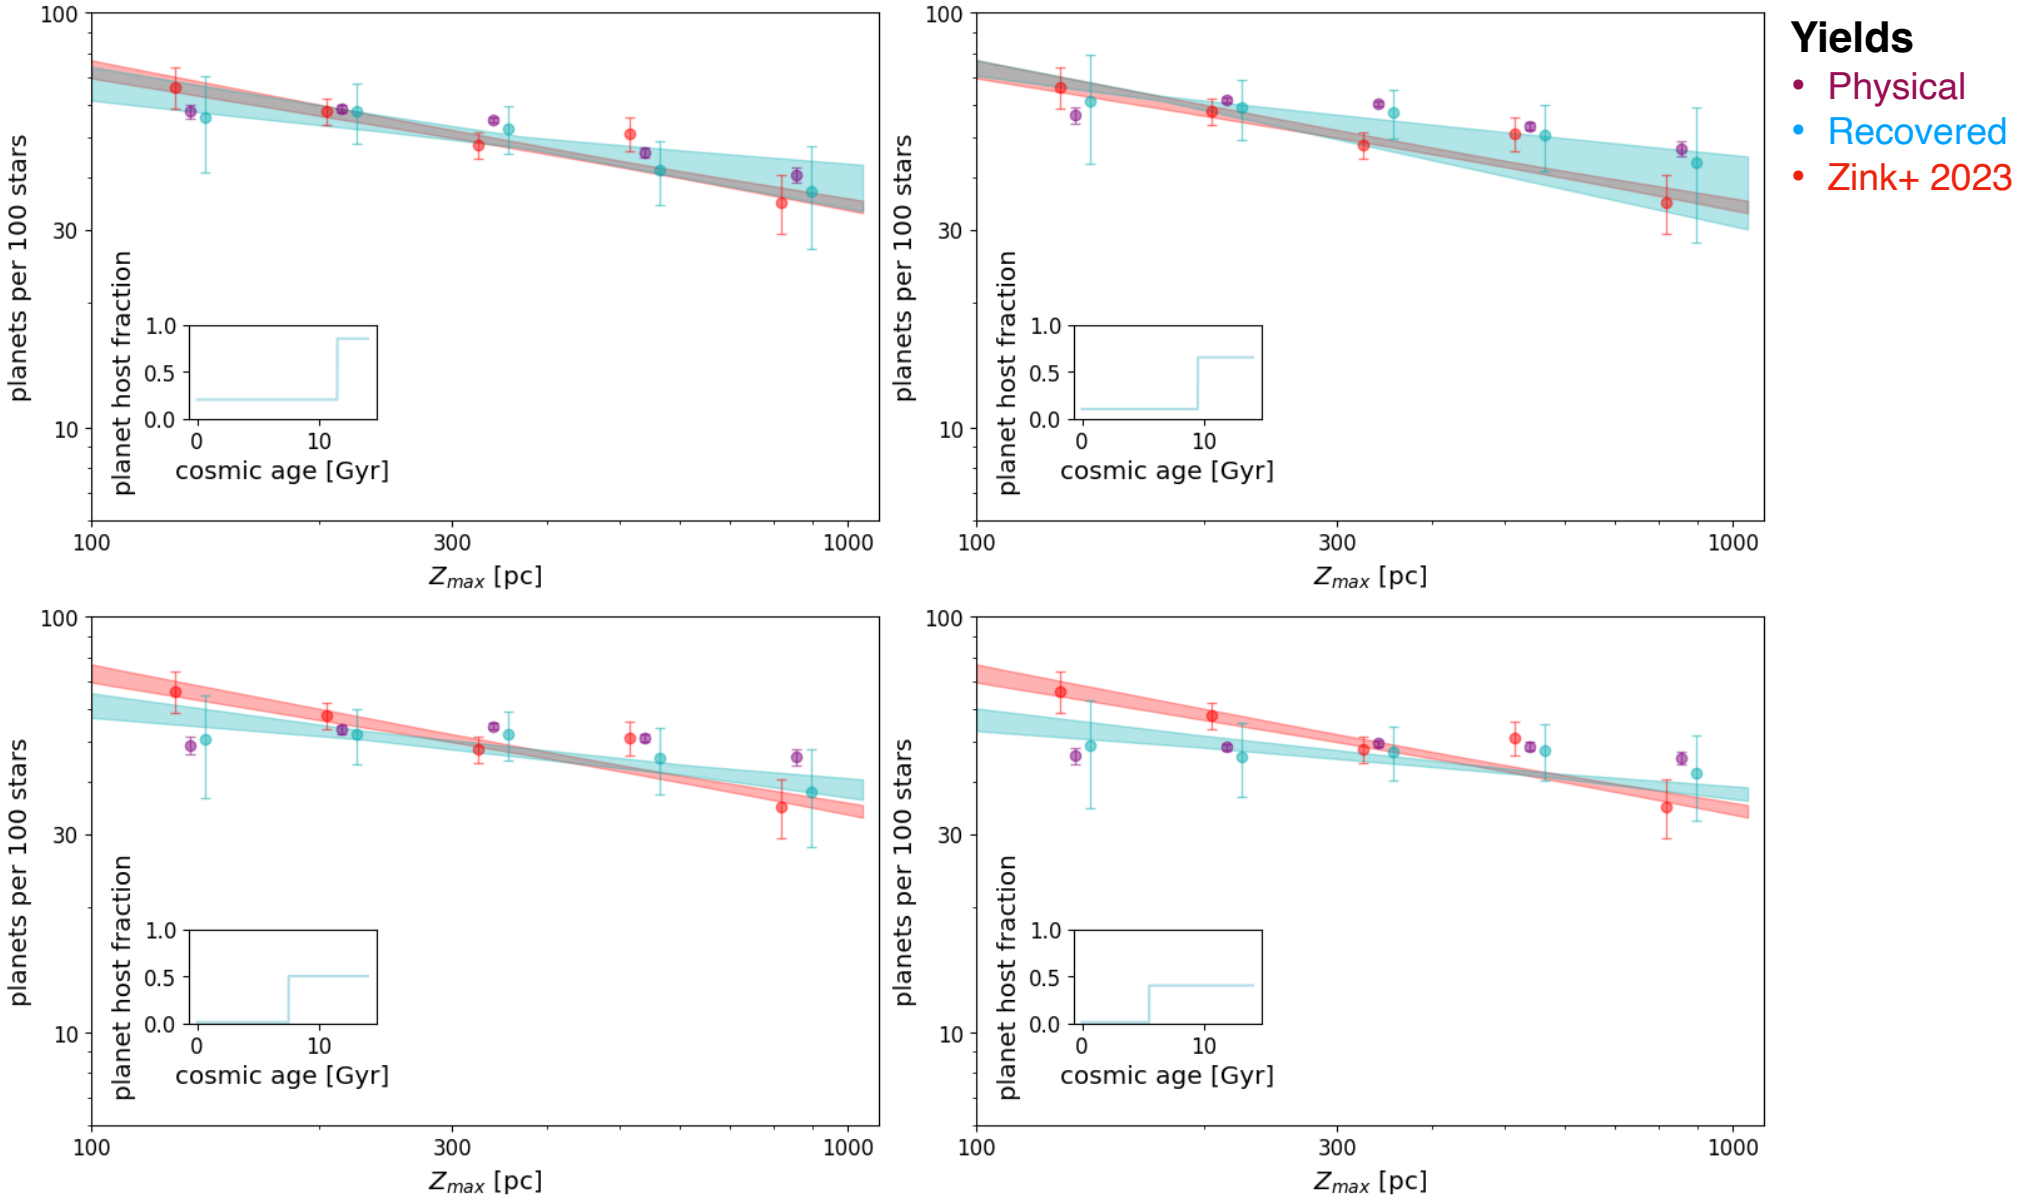 100
30
10
planets per 100 stars
1.0
0.5
0.0
planet host fraction
0
10
cosmic age [Gyr]
100
300
1000
Z_max [pc]
100
30
10
planets per 100 stars
1.0
0.5
0.0
planet host fraction
0
10
cosmic age [Gyr]
100
300
1000
Z_max [pc]
Yields
• Physical
• Recovered
• Zink+ 2023
100
30
10
planets per 100 stars
1.0
0.5
0.0
planet host fraction
0
10
cosmic age [Gyr]
100
300
1000
Z_max [pc]
100
30
10
planets per 100 stars
1.0
0.5
0.0
planet host fraction
0
10
cosmic age [Gyr]
100
300
1000
Z_max [pc]